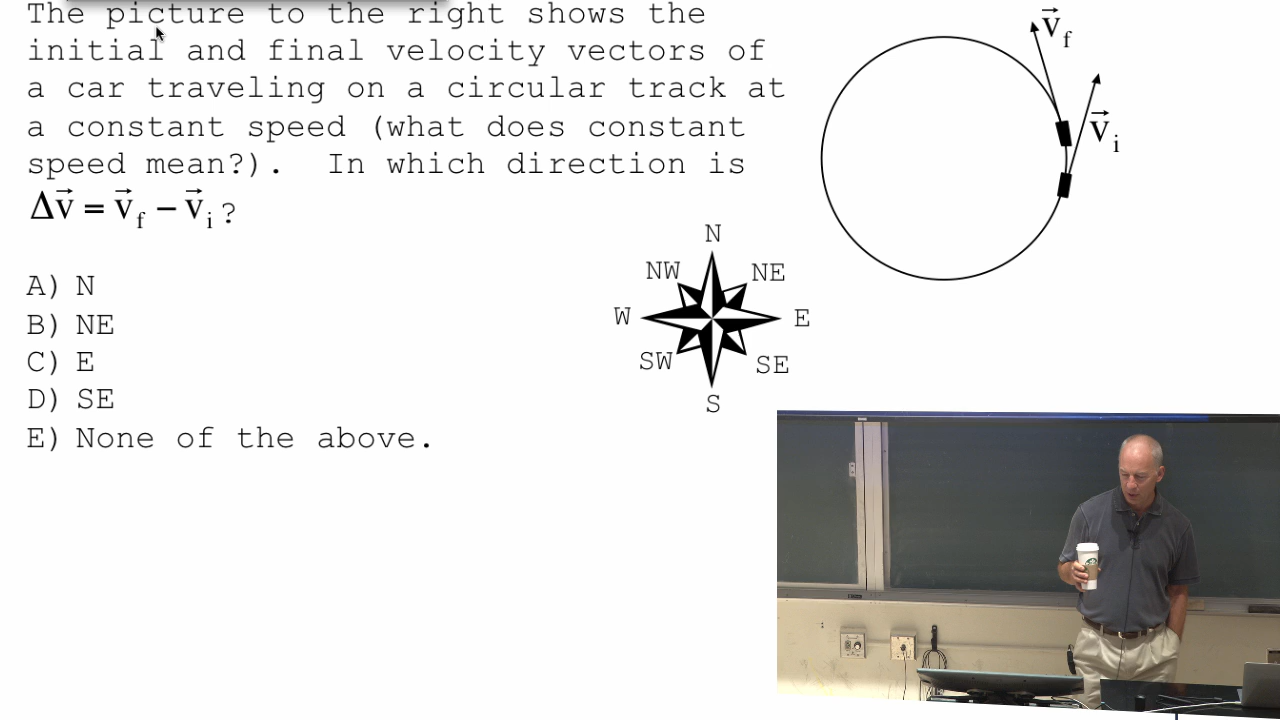 The picture to the right shows the
initial and final velocity vectors of
a car traveling on a circular track at
a constant speed (what does constant
speed mean?). In which direction is
Δv⃗ = v⃗f − v⃗i ?
A) N
B) NE
C) E
D) SE
E) None of the above.
N
NW NE
W E
SW SE
S
v⃗f
v⃗i